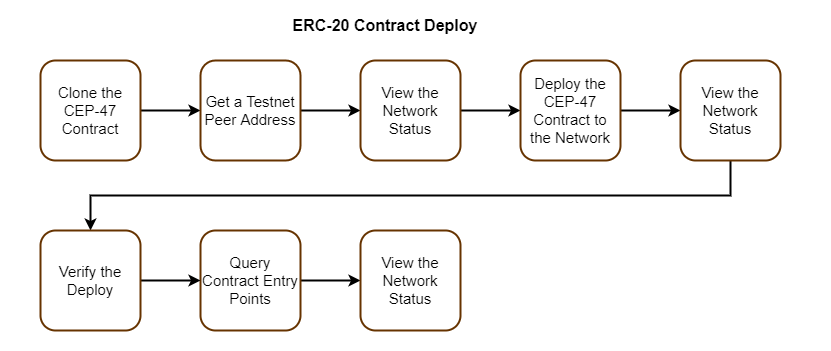 ERC-20 Contract Deploy
Clone the
CEP-47
Contract
Get a Testnet
Peer Address
View the
Network
Status
Deploy the
CEP-47
Contract to
the Network
View the
Network
Status
Verify the
Deploy
Query
Contract Entry
Points
View the
Network
Status